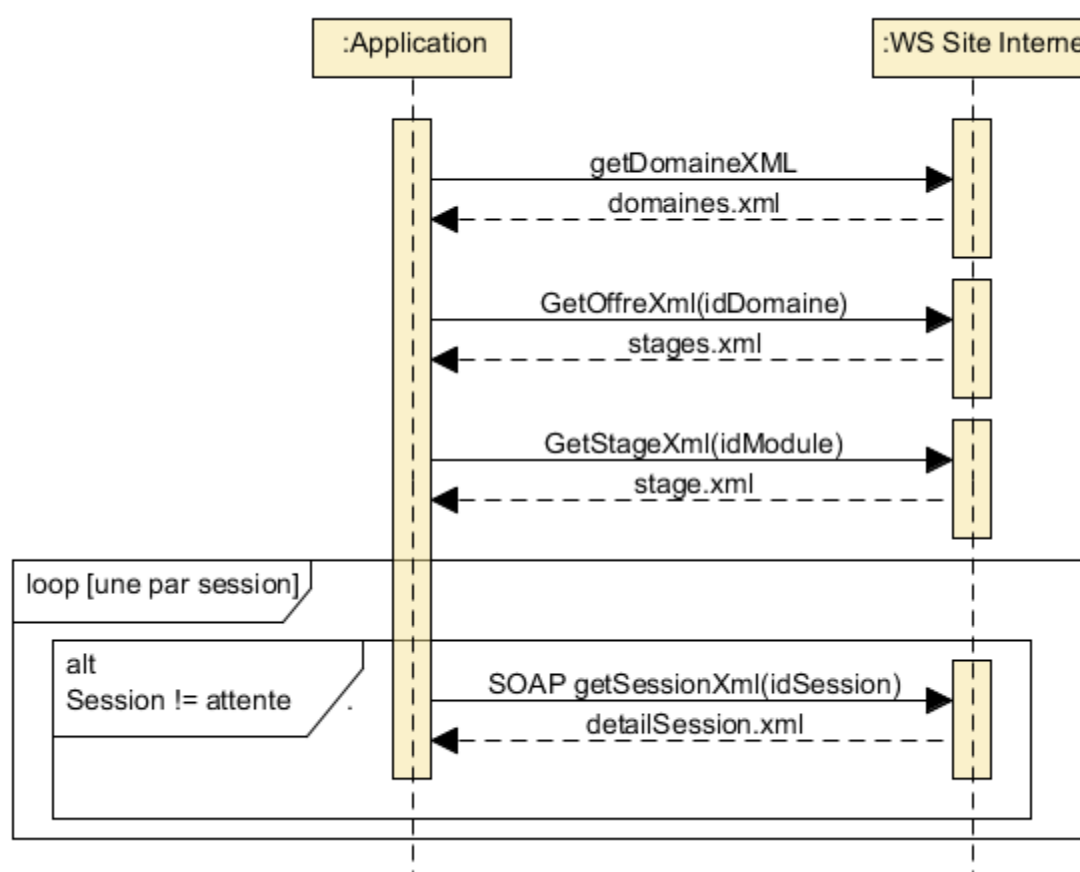 :Application
:WS Site Interne
getDomaineXML
domaines.xml
GetOffreXml(idDomaine)
stages.xml
GetStageXml(idModule)
stage.xml
loop [une par session]
alt
Session != attente .
SOAP getSessionXml(idSession)
detailSession.xml